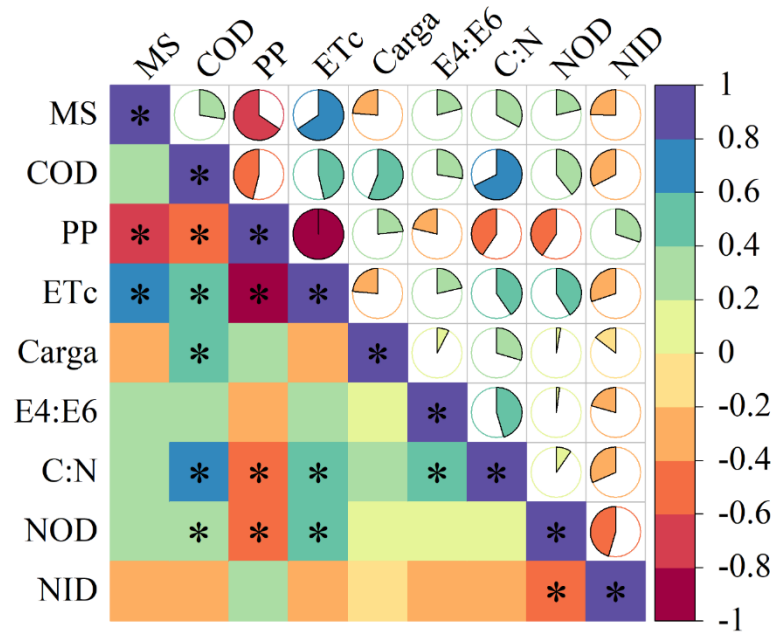 MS COD PP ETc Carga E4:E6 C:N NOD NID
MS *
COD *
PP * * *
ETc * * * *
Carga * *
E4:E6 *
C:N * * * * *
NOD * * * *
NID * *
1
0.8
0.6
0.4
0.2
0
-0.2
-0.4
-0.6
-0.8
-1